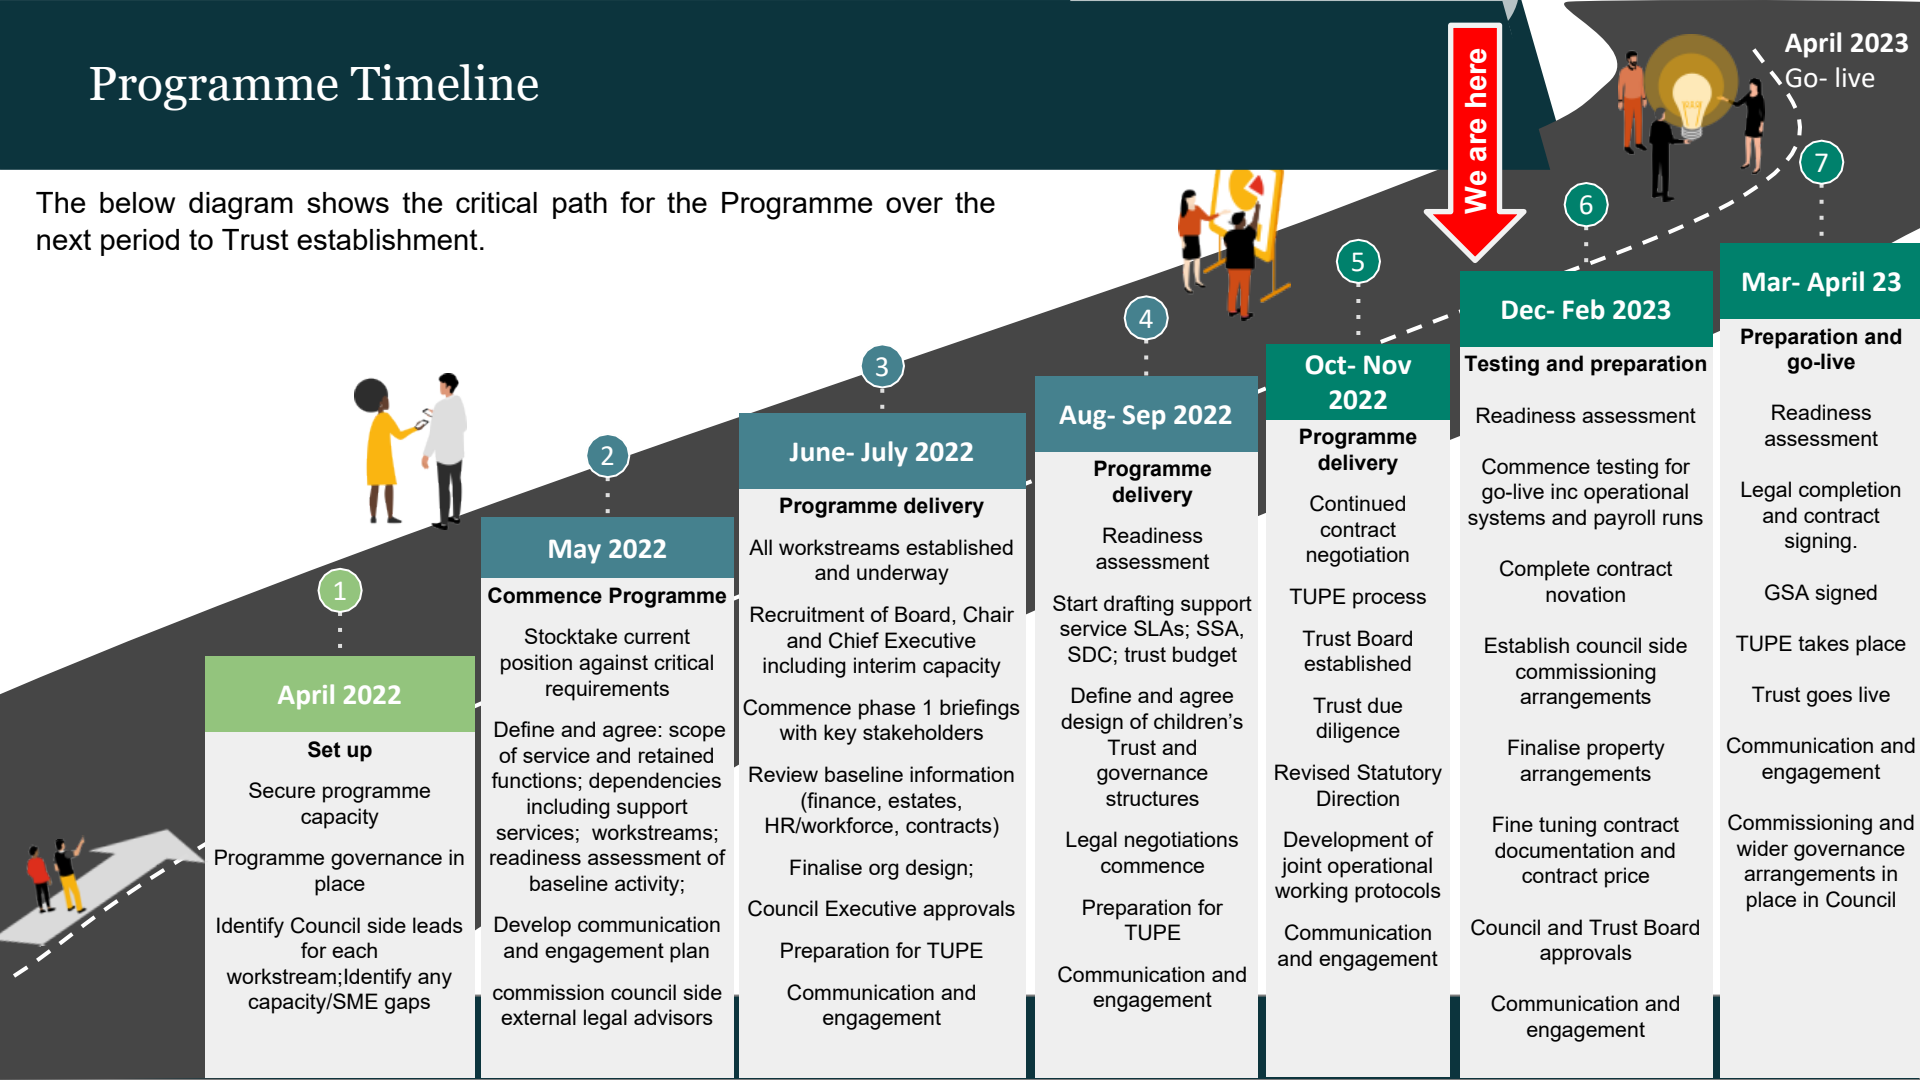 Programme Timeline
We are here
April 2023
Go- live
The below diagram shows the critical path for the Programme over the
next period to Trust establishment.
1
April 2022
Set up
Secure programme
capacity
Programme governance in
place
Identify Council side leads
for each
workstream;Identify any
capacity/SME gaps
2
May 2022
Commence Programme
Stocktake current
position against critical
requirements
Define and agree: scope
of service and retained
functions; dependencies
including support
services;  workstreams;
readiness assessment of
baseline activity;
Develop communication
and engagement plan
commission council side
external legal advisors
3
June- July 2022
Programme delivery
All workstreams established
and underway
Recruitment of Board, Chair
and Chief Executive
including interim capacity
Commence phase 1 briefings
with key stakeholders
Review baseline information
(finance, estates,
HR/workforce, contracts)
Finalise org design;
Council Executive approvals
Preparation for TUPE
Communication and
engagement
4
Aug- Sep 2022
Programme
delivery
Readiness
assessment
Start drafting support
service SLAs; SSA,
SDC; trust budget
Define and agree
design of children’s
Trust and
governance
structures
Legal negotiations
commence
Preparation for
TUPE
Communication and
engagement
5
Oct- Nov
2022
Programme
delivery
Continued
contract
negotiation
TUPE process
Trust Board
established
Trust due
diligence
Revised Statutory
Direction
Development of
joint operational
working protocols
Communication
and engagement
6
Dec- Feb 2023
Testing and preparation
Readiness assessment
Commence testing for
go-live inc operational
systems and payroll runs
Complete contract
novation
Establish council side
commissioning
arrangements
Finalise property
arrangements
Fine tuning contract
documentation and
contract price
Council and Trust Board
approvals
Communication and
engagement
7
Mar- April 23
Preparation and
go-live
Readiness
assessment
Legal completion
and contract
signing.
GSA signed
TUPE takes place
Trust goes live
Communication and
engagement
Commissioning and
wider governance
arrangements in
place in Council